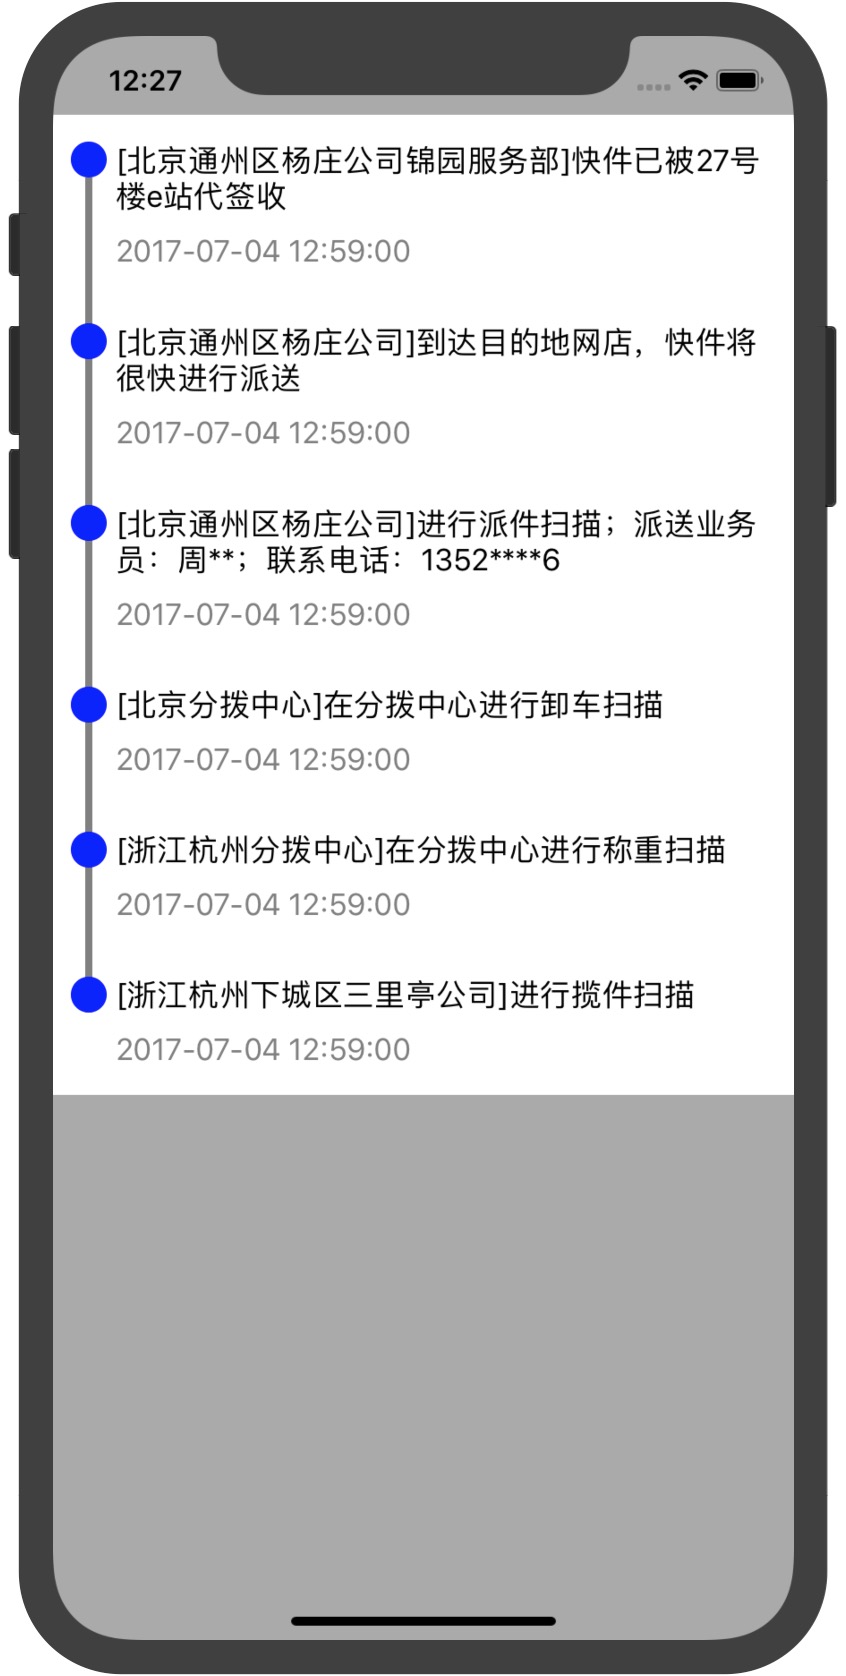 12:27
[北京通州区杨庄公司锦园服务部]快件已被27号
楼e站代签收
2017-07-04 12:59:00
[北京通州区杨庄公司]到达目的地网店，快件将
很快进行派送
2017-07-04 12:59:00
[北京通州区杨庄公司]进行派件扫描；派送业务
员：周**；联系电话：1352****6
2017-07-04 12:59:00
[北京分拨中心]在分拨中心进行卸车扫描
2017-07-04 12:59:00
[浙江杭州分拨中心]在分拨中心进行称重扫描
2017-07-04 12:59:00
[浙江杭州下城区三里亭公司]进行揽件扫描
2017-07-04 12:59:00